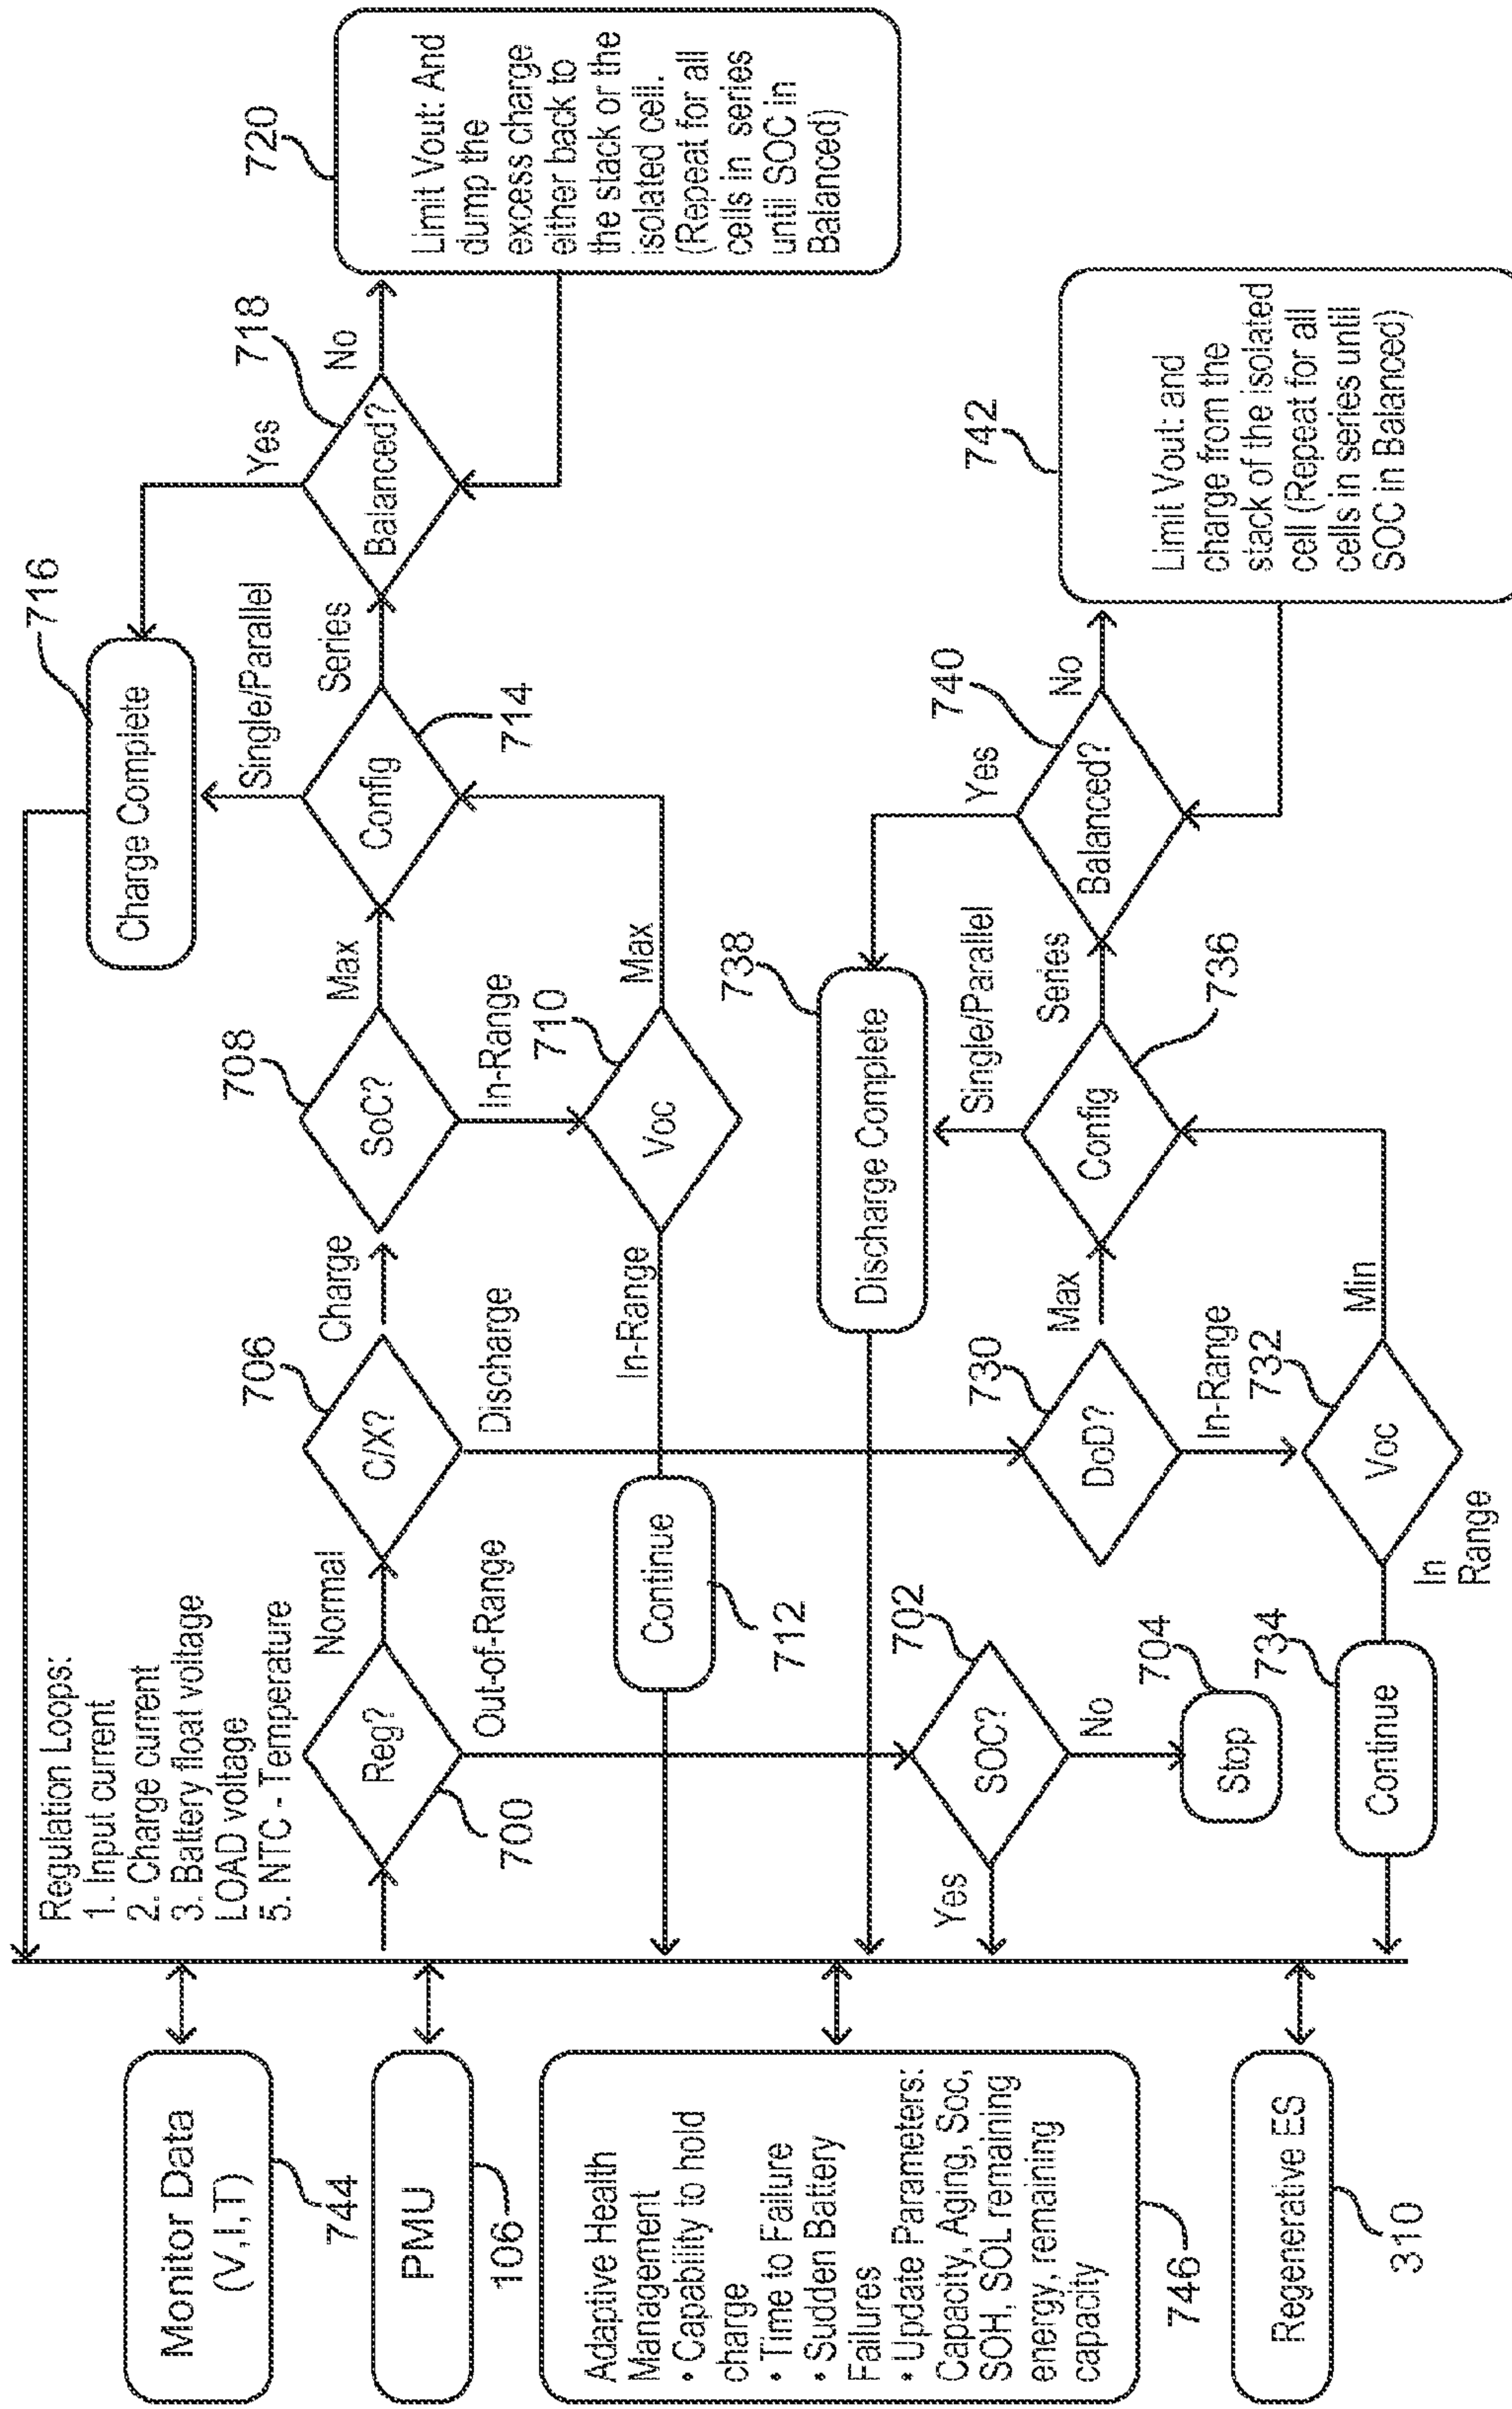 Monitor Data
(V,I,T)
744
PMU
106
Adaptive Health
Management
• Capability to hold
charge
• Time to Failure
• Sudden Battery
Failures
• Update Parameters:
Capacity, Aging, Soc,
SOH, SOL remaining
energy, remaining
capacity
746
Regenerative ES
310
Regulation Loops:
1. Input current
2. Charge current
3. Battery float voltage
LOAD voltage
5. NTC - Temperature
Reg?
700
Normal
Out-of-Range
C/X?
706
Charge
Discharge
SoC?
708
Max
In-Range
Voc
710
In-Range
Max
Continue
712
Config
714
Single/Parallel
Series
Charge Complete
716
Balanced?
718
Yes
No
720
Limit Vout: And
dump the
excess charge
either back to
the stack or the
isolated cell.
(Repeat for all
cells in series
until SOC in
Balanced)
SOC?
702
Yes
No
Stop
704
DoD?
730
Max
In-Range
Voc
732
In
Range
Min
Continue
734
Config
736
Single/Parallel
Series
Discharge Complete
738
Balanced?
740
Yes
No
742
Limit Vout: and
charge from the
stack of the isolated
cell (Repeat for all
cells in series until
SOC in Balanced)